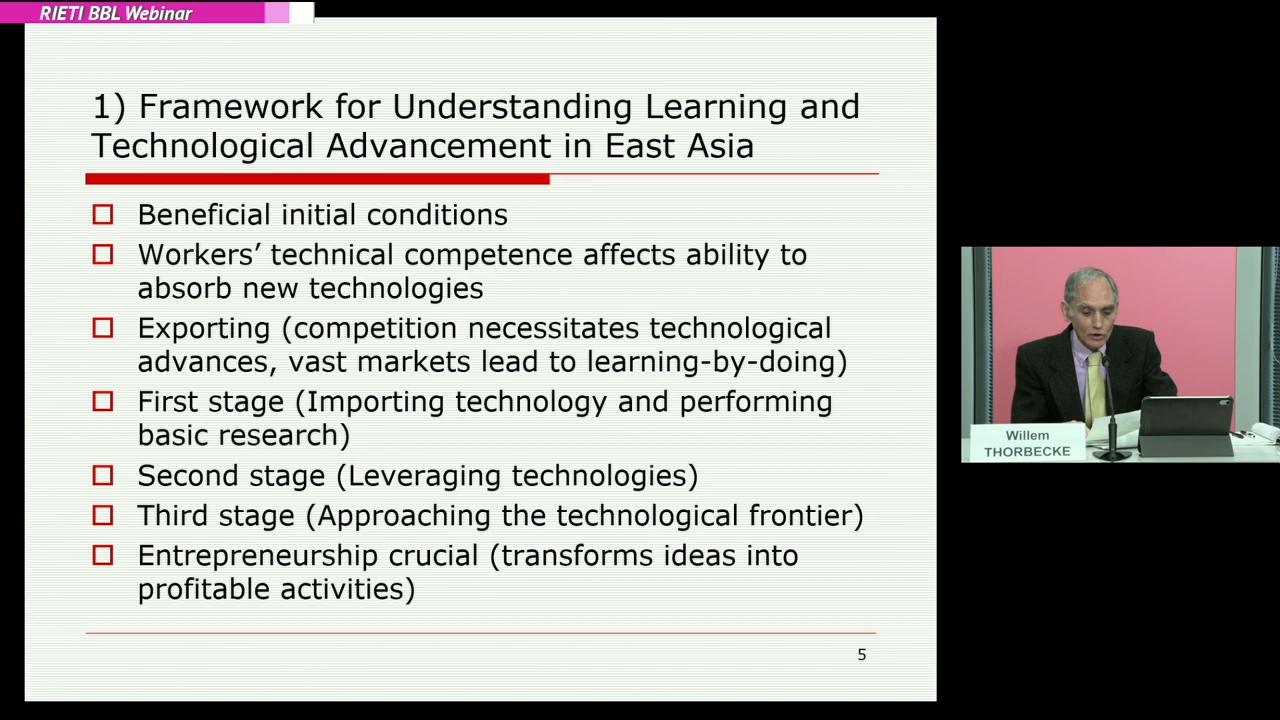 RIETI BBL Webinar
1) Framework for Understanding Learning and
Technological Advancement in East Asia
Beneficial initial conditions
Workers’ technical competence affects ability to
absorb new technologies
Exporting (competition necessitates technological
advances, vast markets lead to learning-by-doing)
First stage (Importing technology and performing
basic research)
Second stage (Leveraging technologies)
Third stage (Approaching the technological frontier)
Entrepreneurship crucial (transforms ideas into
profitable activities)
5
Willem
THORBECKE